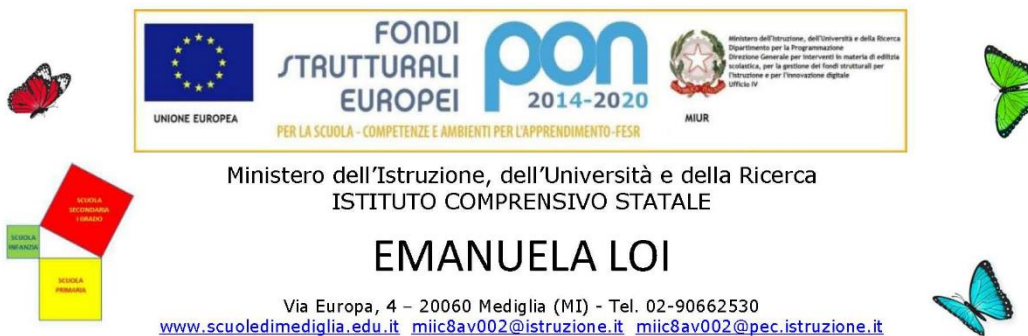 UNIONE EUROPEA
FONDI
STRUTTURALI
EUROPEI
pon
2014-2020
PER LA SCUOLA - COMPETENZE E AMBIENTI PER L'APPRENDIMENTO-FESR
MIUR
Ministero dell'Istruzione, dell'Università e della Ricerca
Dipartimento per la Programmazione
Direzione Generale per interventi in materia di edilizia
scolastica, per la gestione dei fondi strutturali per
l'istruzione e per l'innovazione digitale
Ufficio IV
SCUOLA
SECONDARIA
I GRADO
SCUOLA
INFANZIA
SCUOLA
PRIMARIA
Ministero dell'Istruzione, dell'Università e della Ricerca
ISTITUTO COMPRENSIVO STATALE
EMANUELA LOI
Via Europa, 4 – 20060 Mediglia (MI) - Tel. 02-90662530
www.scuoledimediglia.edu.it miic8av002@istruzione.it miic8av002@pec.istruzione.it